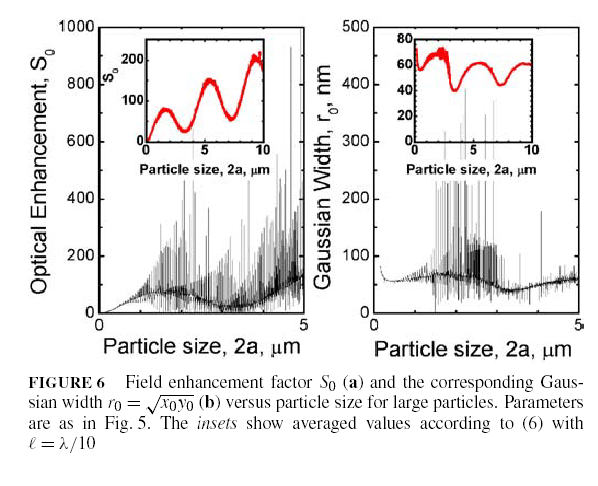 1000
800
600
400
200
0
0
5
Optical Enhancement, S0
Particle size, 2a, μm
250
200
100
0
0
5
10
S0
Particle size, 2a, μm
500
400
300
200
100
0
0
5
Gaussian Width, r0, nm
Particle size, 2a, μm
80
60
40
20
0
0
5
10
Particle size, 2a, μm
FIGURE 6 Field enhancement factor S0 (a) and the corresponding Gaus-
sian width r0 = √x0y0 (b) versus particle size for large particles. Parameters
are as in Fig. 5. The insets show averaged values according to (6) with
ℓ = λ/10